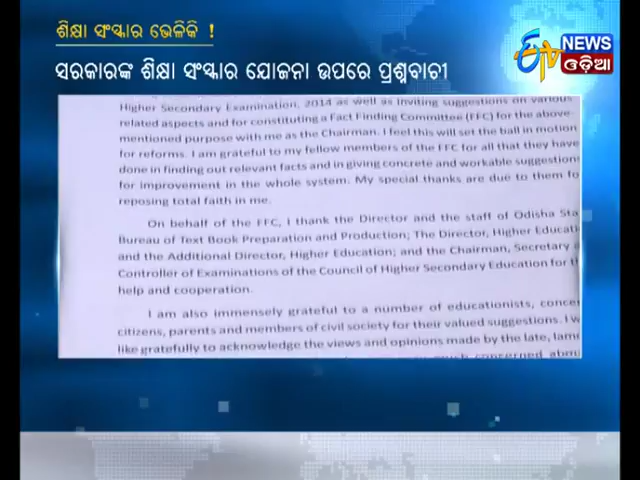 ଶିକ୍ଷା ସଂସ୍କାର ଭେଳିକି !
ସରକାରଙ୍କ ଶିକ୍ଷା ସଂସ୍କାର ଯୋଜନା ଉପରେ ପ୍ରଶ୍ନବାଚୀ
ETV NEWS
ଓଡ଼ିଆ
Higher Secondary Examination, 2014 as well as inviting suggestions on various
related aspects and for constituting a Fact Finding Committee (FFC) for the above-
mentioned purpose with me as the Chairman. I feel this will set the ball in motion
for reforms. I am grateful to my fellow members of the FFC for all that they have
done in finding out relevant facts and in giving concrete and workable suggestions
for improvement in the whole system. My special thanks are due to them fo
reposing total faith in me.
On behalf of the FFC, I thank the Director and the staff of Odisha Sta
Bureau of Text Book Preparation and Production; The Director, Higher Educati
and the Additional Director, Higher Education; and the Chairman, Secretary a
Controller of Examinations of the Council of Higher Secondary Education for th
help and cooperation.
I am also immensely grateful to a number of educationists, concer
citizens, parents and members of civil society for their valued suggestions. I w
like gratefully to acknowledge the views and opinions made by the late, lam
much concerned abou